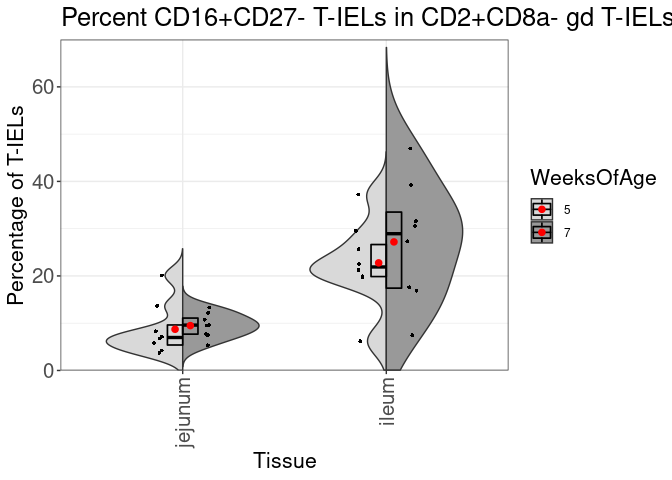 Percent CD16+CD27- T-IELs in CD2+CD8a- gd T-IELs
Percentage of T-IELs
60
40
20
0
jejunum
ileum
Tissue
WeeksOfAge
5
7